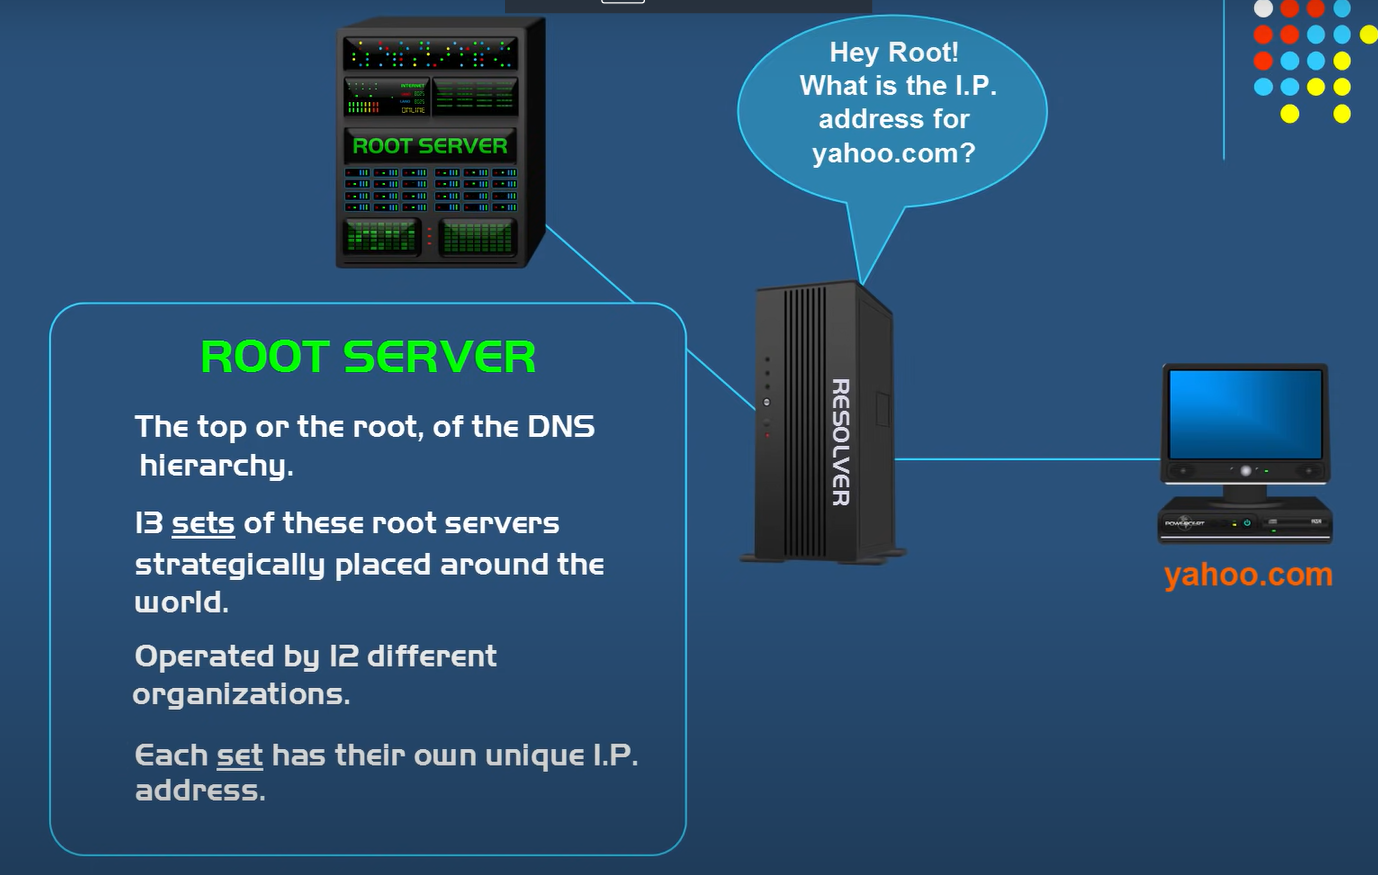 INTERNET
ONLINE
ROOT SERVER
Hey Root!
What is the I.P.
address for
yahoo.com?
ROOT SERVER
The top or the root, of the DNS
hierarchy.
13 sets of these root servers
strategically placed around the
world.
Operated by 12 different
organizations.
Each set has their own unique I.P.
address.
RESOLVER
yahoo.com